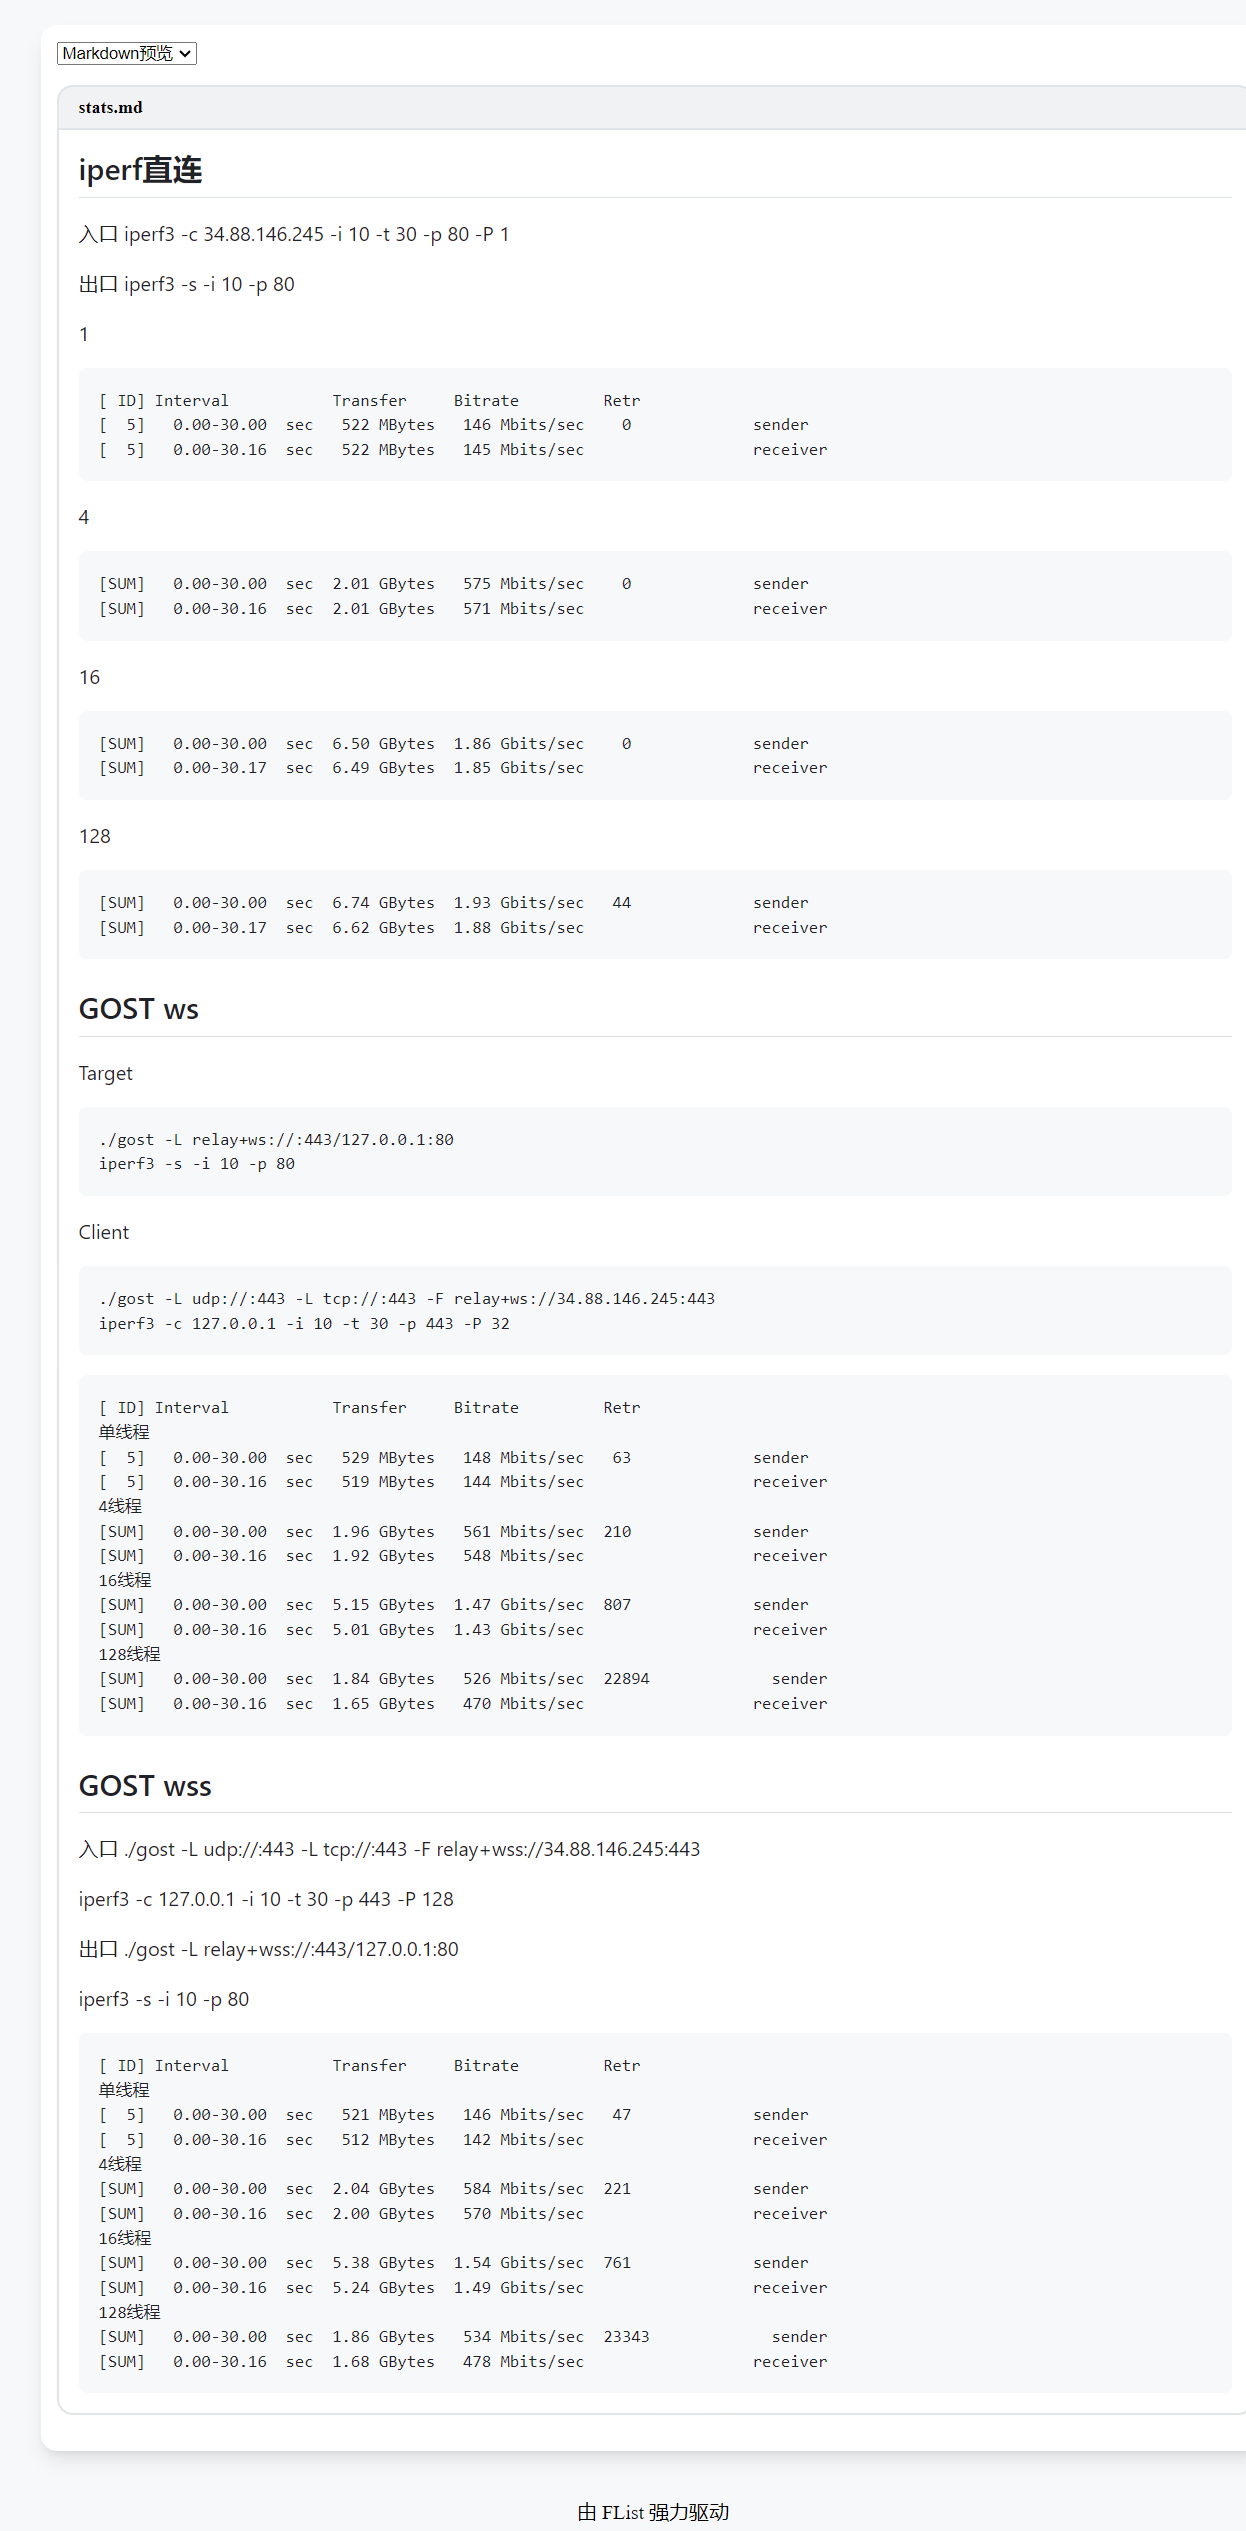 Markdown预览
stats.md
iperf直连
入口 iperf3 -c 34.88.146.245 -i 10 -t 30 -p 80 -P 1
出口 iperf3 -s -i 10 -p 80
1
[ ID] Interval           Transfer     Bitrate         Retr
[  5]   0.00-30.00  sec   522 MBytes   146 Mbits/sec    0             sender
[  5]   0.00-30.16  sec   522 MBytes   145 Mbits/sec                  receiver
4
[SUM]   0.00-30.00  sec  2.01 GBytes   575 Mbits/sec    0             sender
[SUM]   0.00-30.16  sec  2.01 GBytes   571 Mbits/sec                  receiver
16
[SUM]   0.00-30.00  sec  6.50 GBytes  1.86 Gbits/sec    0             sender
[SUM]   0.00-30.17  sec  6.49 GBytes  1.85 Gbits/sec                  receiver
128
[SUM]   0.00-30.00  sec  6.74 GBytes  1.93 Gbits/sec   44             sender
[SUM]   0.00-30.17  sec  6.62 GBytes  1.88 Gbits/sec                  receiver
GOST ws
Target
./gost -L relay+ws://:443/127.0.0.1:80
iperf3 -s -i 10 -p 80
Client
./gost -L udp://:443 -L tcp://:443 -F relay+ws://34.88.146.245:443
iperf3 -c 127.0.0.1 -i 10 -t 30 -p 443 -P 32
[ ID] Interval           Transfer     Bitrate         Retr
单线程
[  5]   0.00-30.00  sec   529 MBytes   148 Mbits/sec   63             sender
[  5]   0.00-30.16  sec   519 MBytes   144 Mbits/sec                  receiver
4线程
[SUM]   0.00-30.00  sec  1.96 GBytes   561 Mbits/sec  210             sender
[SUM]   0.00-30.16  sec  1.92 GBytes   548 Mbits/sec                  receiver
16线程
[SUM]   0.00-30.00  sec  5.15 GBytes  1.47 Gbits/sec  807             sender
[SUM]   0.00-30.16  sec  5.01 GBytes  1.43 Gbits/sec                  receiver
128线程
[SUM]   0.00-30.00  sec  1.84 GBytes   526 Mbits/sec  22894             sender
[SUM]   0.00-30.16  sec  1.65 GBytes   470 Mbits/sec                  receiver
GOST wss
入口 ./gost -L udp://:443 -L tcp://:443 -F relay+wss://34.88.146.245:443
iperf3 -c 127.0.0.1 -i 10 -t 30 -p 443 -P 128
出口 ./gost -L relay+wss://:443/127.0.0.1:80
iperf3 -s -i 10 -p 80
[ ID] Interval           Transfer     Bitrate         Retr
单线程
[  5]   0.00-30.00  sec   521 MBytes   146 Mbits/sec   47             sender
[  5]   0.00-30.16  sec   512 MBytes   142 Mbits/sec                  receiver
4线程
[SUM]   0.00-30.00  sec  2.04 GBytes   584 Mbits/sec  221             sender
[SUM]   0.00-30.16  sec  2.00 GBytes   570 Mbits/sec                  receiver
16线程
[SUM]   0.00-30.00  sec  5.38 GBytes  1.54 Gbits/sec  761             sender
[SUM]   0.00-30.16  sec  5.24 GBytes  1.49 Gbits/sec                  receiver
128线程
[SUM]   0.00-30.00  sec  1.86 GBytes   534 Mbits/sec  23343             sender
[SUM]   0.00-30.16  sec  1.68 GBytes   478 Mbits/sec                  receiver
由 FList 强力驱动